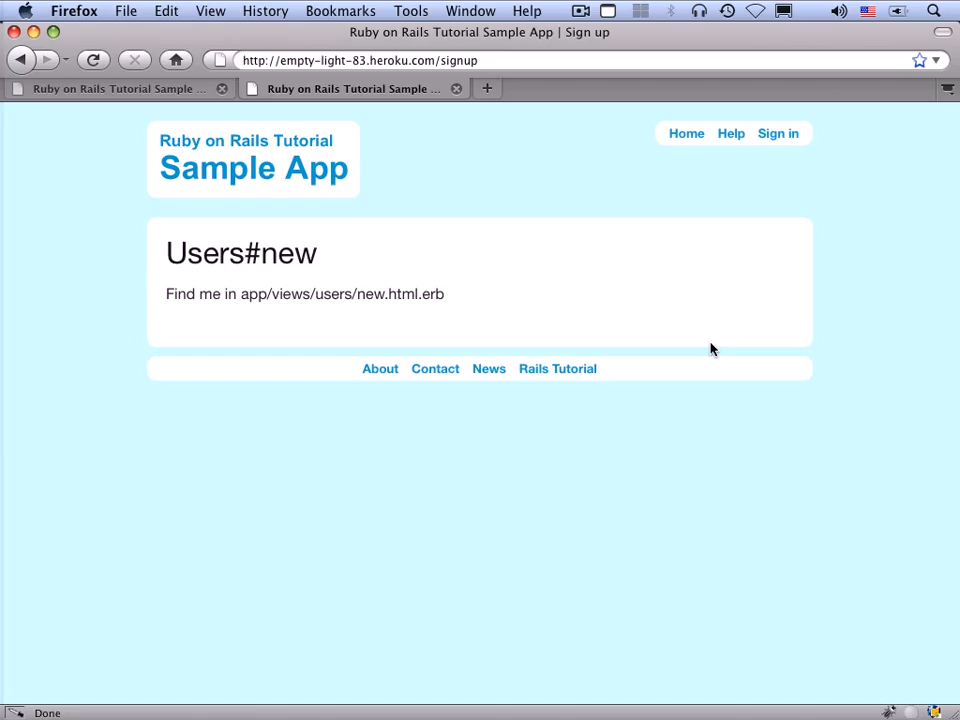 Firefox File Edit View History Bookmarks Tools Window Help
Ruby on Rails Tutorial Sample App | Sign up
http://empty-light-83.heroku.com/signup
Ruby on Rails Tutorial Sample ... Ruby on Rails Tutorial Sample ...
Ruby on Rails Tutorial
Sample App
Home Help Sign in
Users#new
Find me in app/views/users/new.html.erb
About Contact News Rails Tutorial
Done